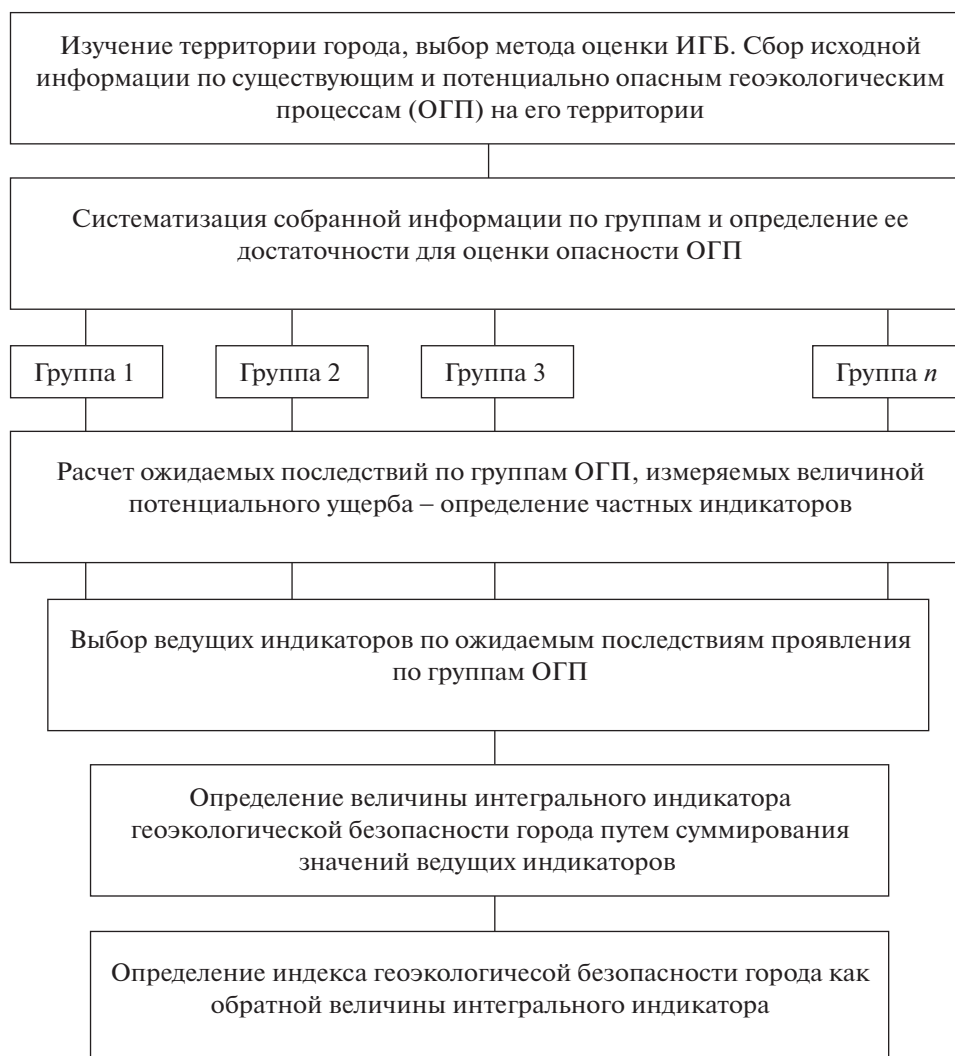 Изучение территории города, выбор метода оценки ИГБ. Сбор исходной
информации по существующим и потенциально опасным геоэкологическим
процессам (ОГП) на его территории
Систематизация собранной информации по группам и определение ее
достаточности для оценки опасности ОГП
Группа 1
Группа 2
Группа 3
Группа n
Расчет ожидаемых последствий по группам ОГП, измеряемых величиной
потенциального ущерба – определение частных индикаторов
Выбор ведущих индикаторов по ожидаемым последствиям проявления
по группам ОГП
Определение величины интегрального индикатора
геоэкологической безопасности города путем суммирования
значений ведущих индикаторов
Определение индекса геоэкологичесой безопасности города как
обратной величины интегрального индикатора